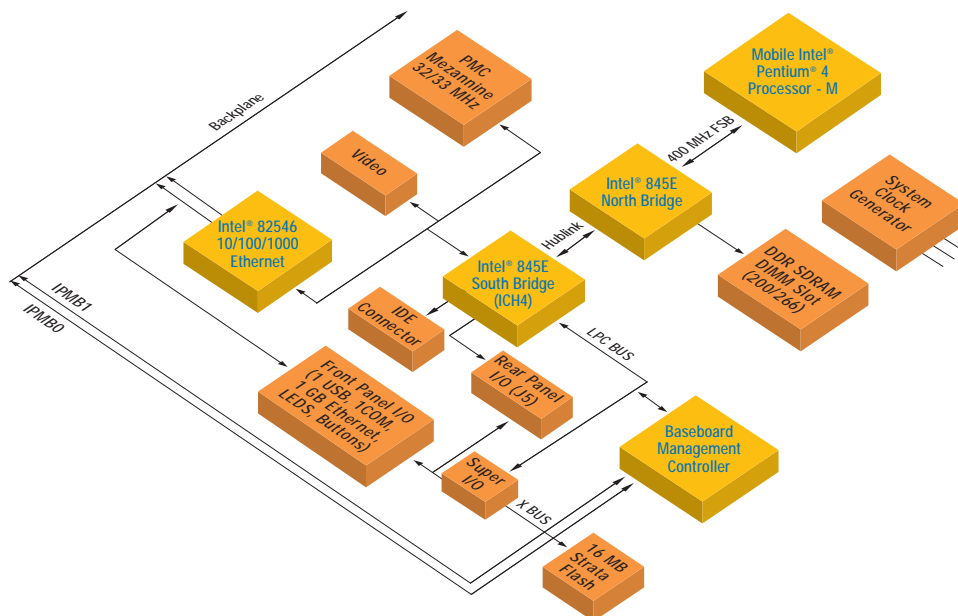 Backplane
PMC
Mezannine
32/33 MHz
Mobile Intel®
Pentium® 4
Processor - M
400 MHz FSB
Video
Intel® 845E
North Bridge
System
Clock
Generator
Intel® 82546
10/100/1000
Ethernet
Hublink
Intel® 845E
South Bridge
(ICH4)
DDR SDRAM
DIMM Slot
(200/266)
IPMB1
IPMB0
IDE
Connector
LPC BUS
Front Panel I/O
(1 USB, 1COM,
1 GB Ethernet,
LEDS, Buttons)
Rear Panel
I/O (J5)
Baseboard
Management
Controller
Super
I/O
X BUS
16 MB
Strata
Flash